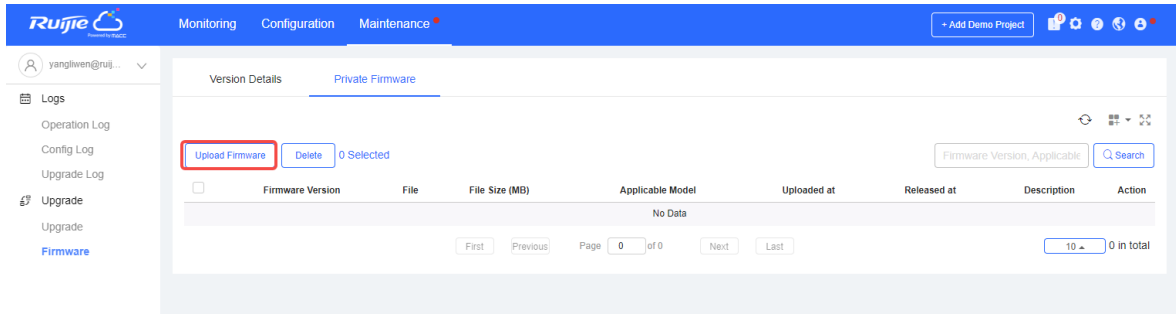 Ruijie
Powered by MACC
Monitoring Configuration Maintenance
+ Add Demo Project
0
yangliwen@ruij...
Version Details Private Firmware
Logs
Operation Log
Config Log
Upgrade Log
Upgrade
Upgrade
Firmware
Upload Firmware Delete 0 Selected
Firmware Version, Applicable Search
Firmware Version File File Size (MB) Applicable Model Uploaded at Released at Description Action
No Data
First Previous Page 0 of 0 Next Last 10 0 in total